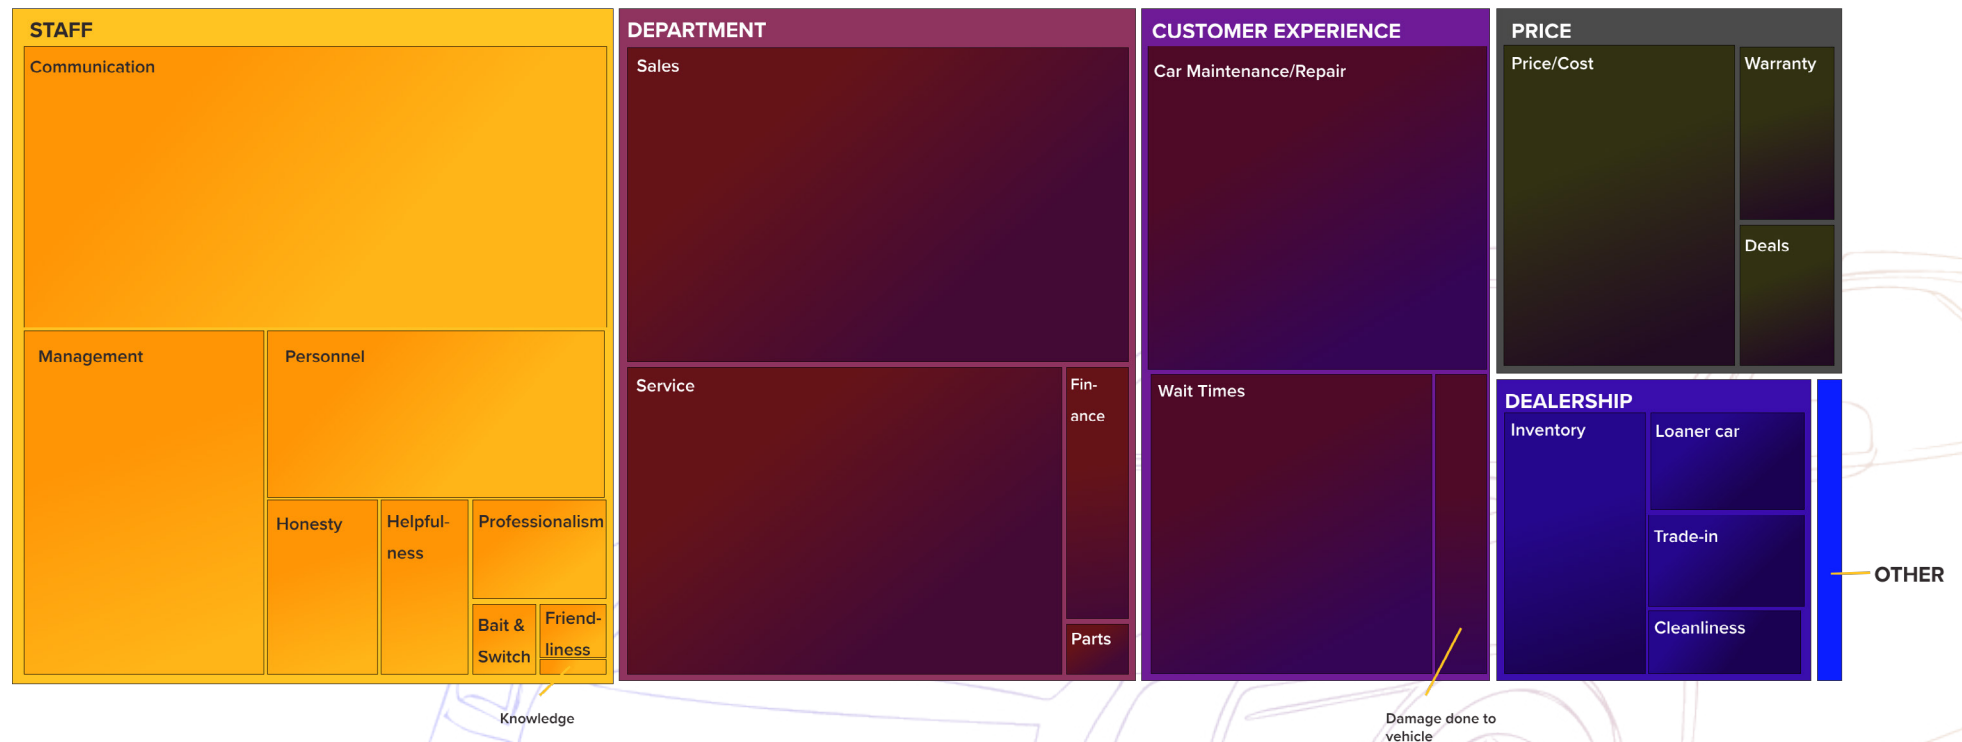 STAFF
Communication
Management
Personnel
Honesty
Helpful-
ness
Professionalism
Bait &
Switch
Friend-
liness
Knowledge
DEPARTMENT
Sales
Service
Fin-
ance
Parts
CUSTOMER EXPERIENCE
Car Maintenance/Repair
Wait Times
Damage done to
vehicle
PRICE
Price/Cost
Warranty
Deals
DEALERSHIP
Inventory
Loaner car
Trade-in
Cleanliness
OTHER